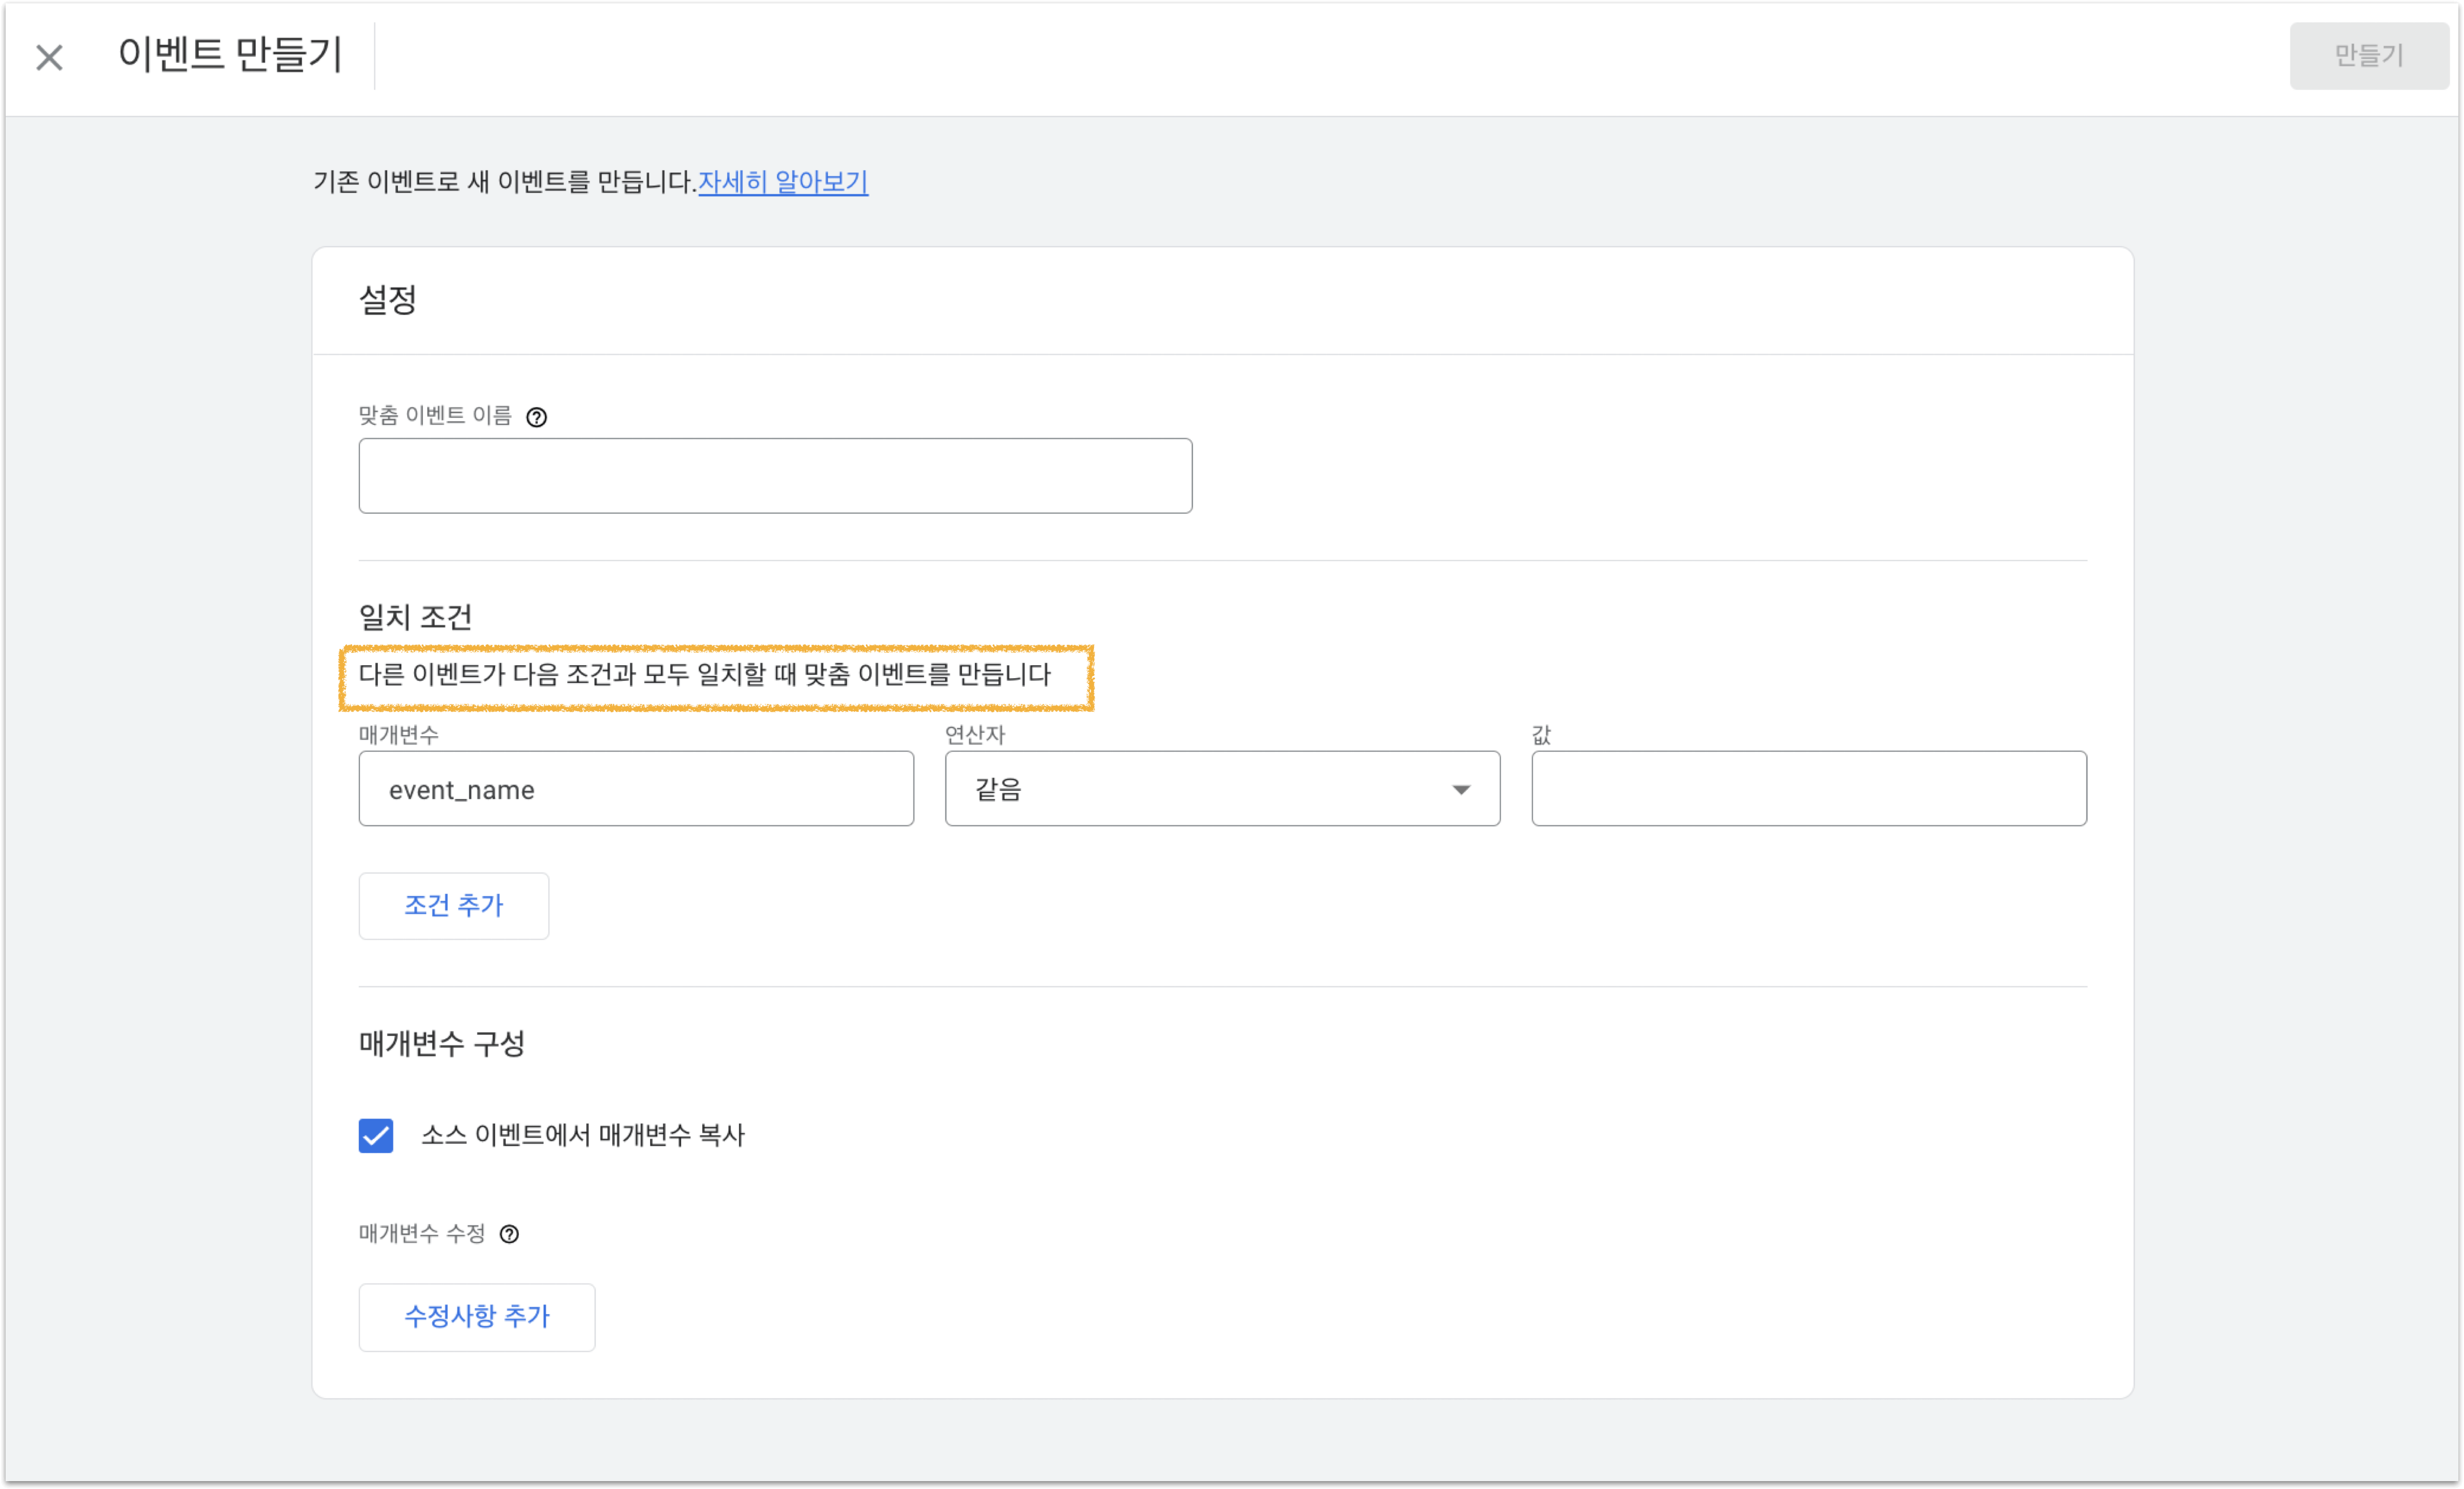 이벤트 만들기
만들기
기존 이벤트로 새 이벤트를 만듭니다.자세히 알아보기
설정
맞춤 이벤트 이름
일치 조건
다른 이벤트가 다음 조건과 모두 일치할 때 맞춤 이벤트를 만듭니다
매개변수 연산자 값
event_name 같음
조건 추가
매개변수 구성
소스 이벤트에서 매개변수 복사
매개변수 수정
수정사항 추가